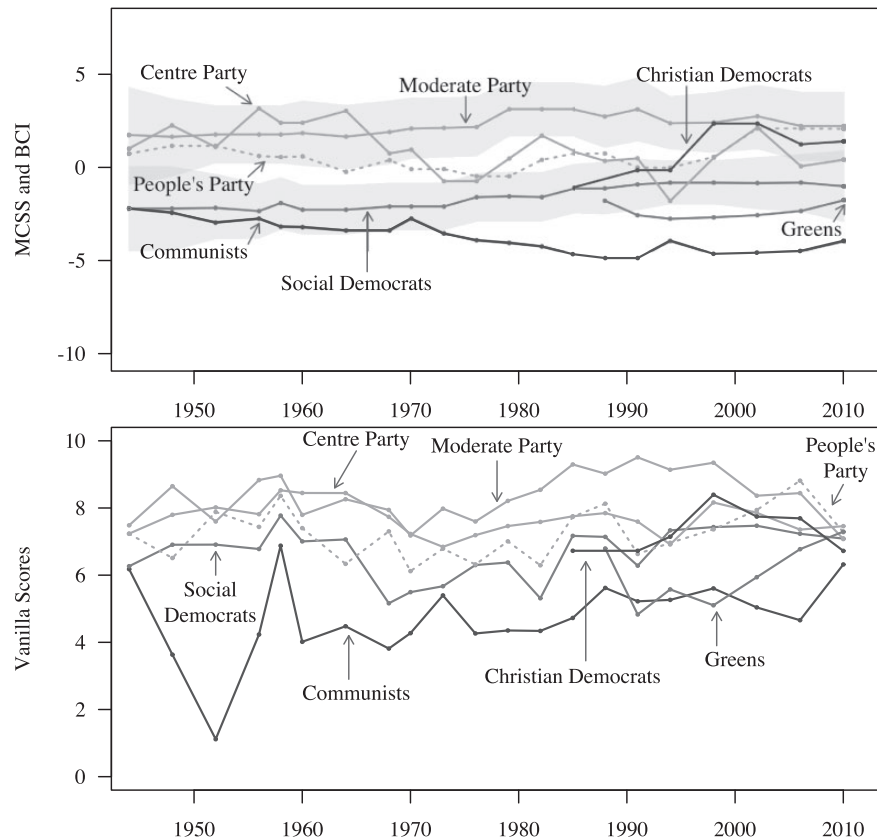 MCSS and BCI
5
0
-5
-10
Centre Party
Moderate Party
Christian Democrats
People's Party
Communists
Social Democrats
Greens
1950 1960 1970 1980 1990 2000 2010
Vanilla Scores
10
8
6
4
2
0
Centre Party
Moderate Party
People's
Party
Social
Democrats
Communists
Christian Democrats
Greens
1950 1960 1970 1980 1990 2000 2010